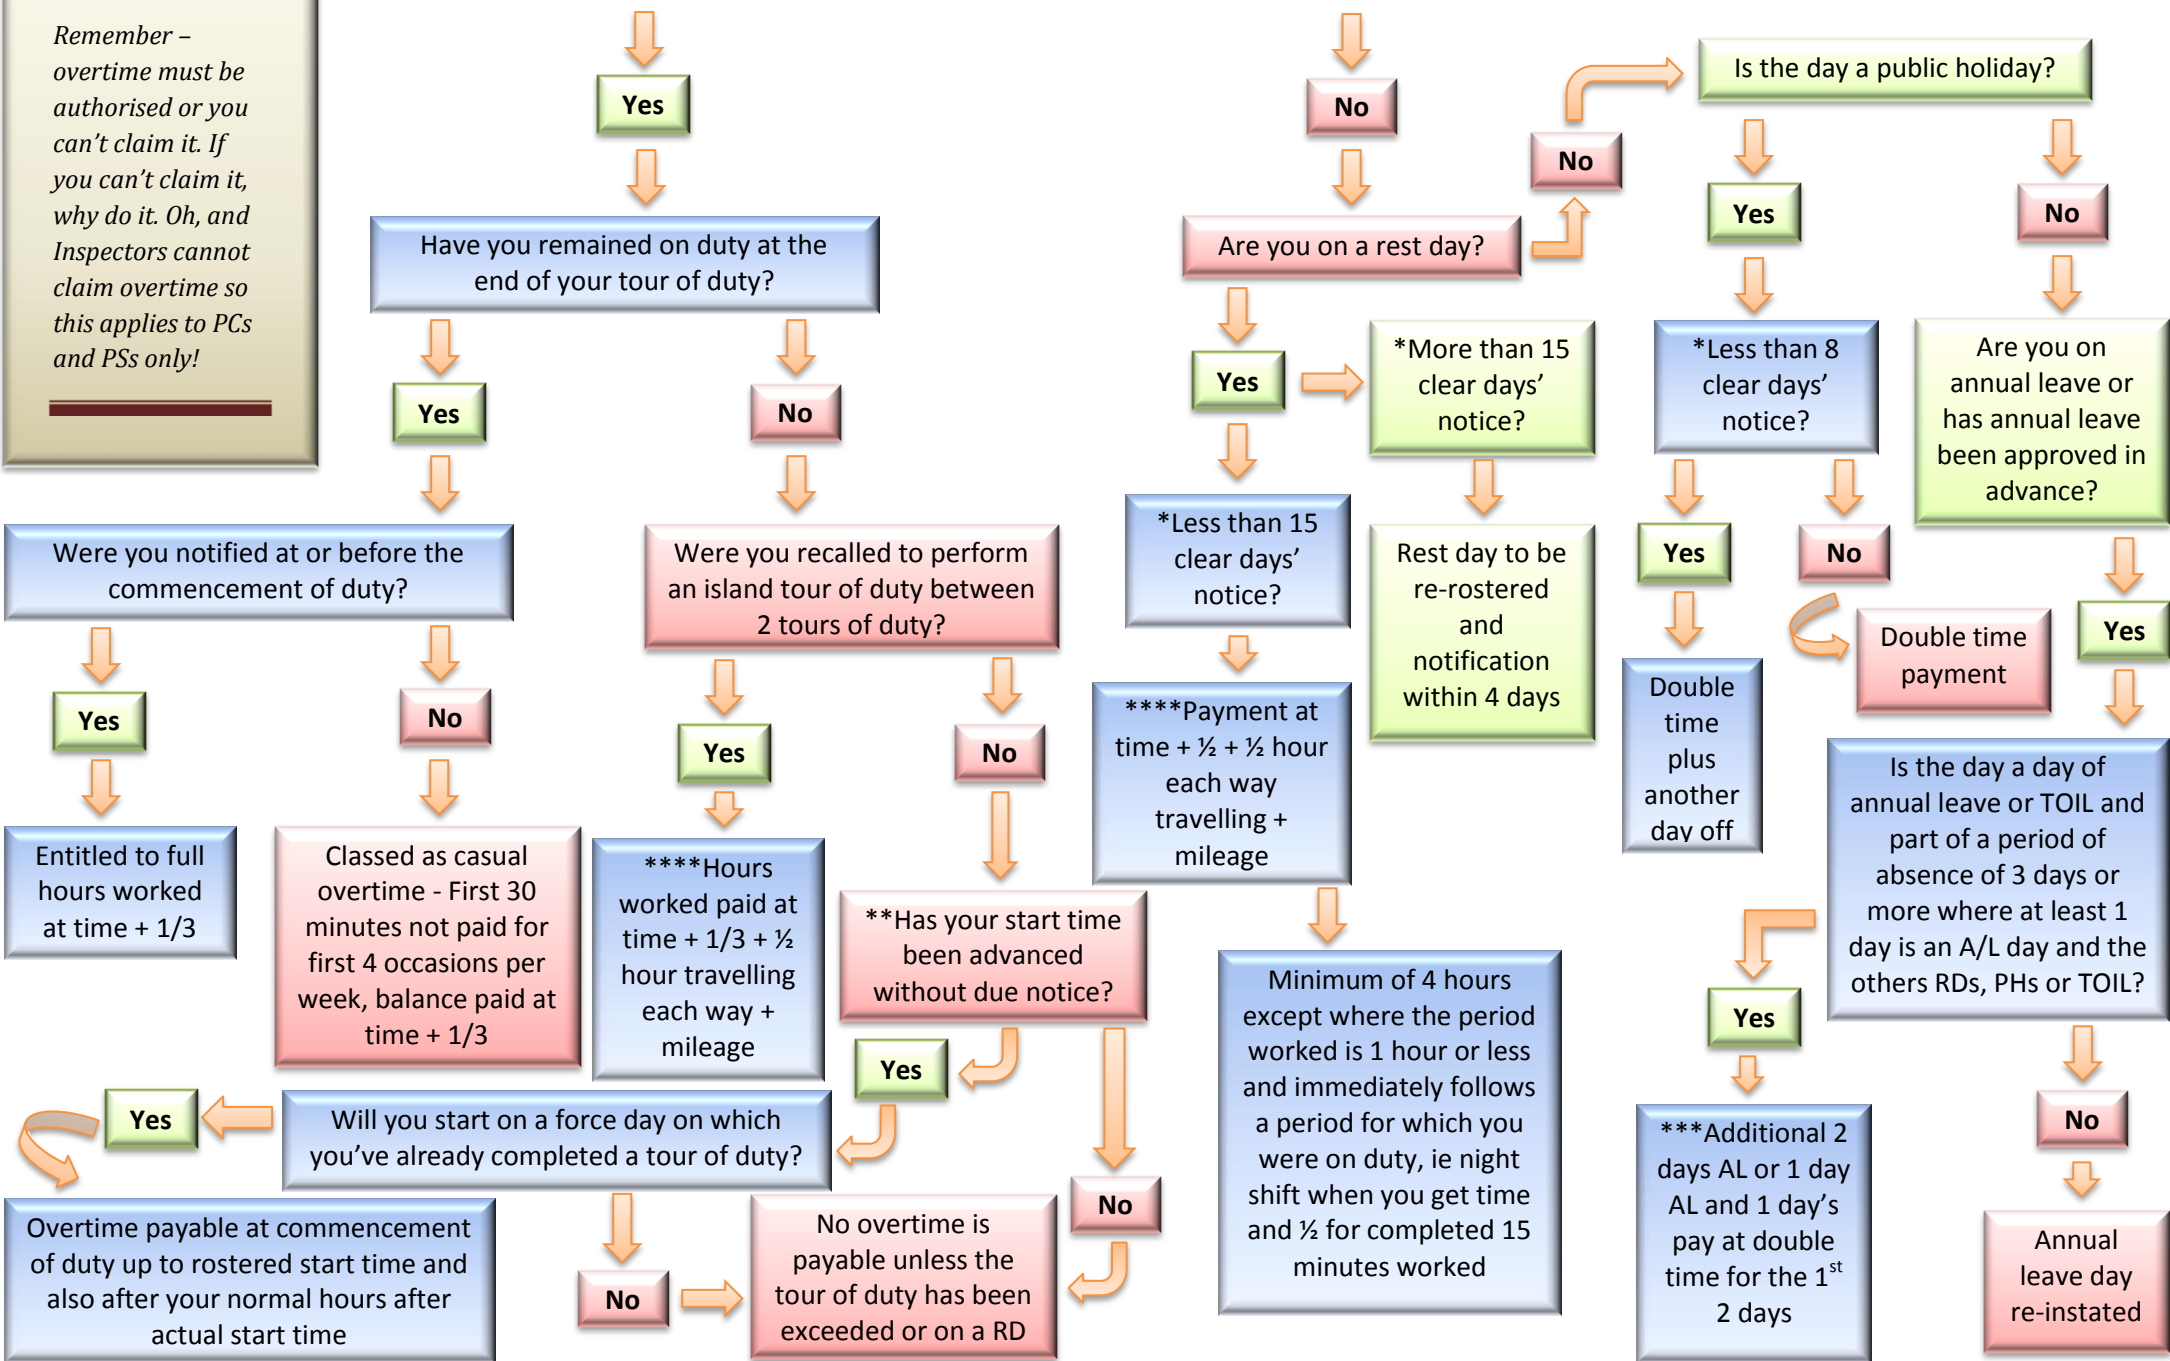 Remember –
overtime must be
authorised or you
can’t claim it. If
you can’t claim it,
why do it. Oh, and
Inspectors cannot
claim overtime so
this applies to PCs
and PSs only!
Yes
Have you remained on duty at the
end of your tour of duty?
Yes
No
Were you notified at or before the
commencement of duty?
Yes
No
Entitled to full
hours worked
at time + 1/3
Classed as casual
overtime - First 30
minutes not paid for
first 4 occasions per
week, balance paid at
time + 1/3
Were you recalled to perform
an island tour of duty between
2 tours of duty?
Yes
No
****Hours
worked paid at
time + 1/3 + ½
hour travelling
each way +
mileage
**Has your start time
been advanced
without due notice?
Yes
No
Will you start on a force day on which
you’ve already completed a tour of duty?
Yes
No
Overtime payable at commencement
of duty up to rostered start time and
also after your normal hours after
actual start time
No overtime is
payable unless the
tour of duty has been
exceeded or on a RD
No
Are you on a rest day?
No
Yes
*More than 15
clear days’
notice?
Rest day to be
re-rostered
and
notification
within 4 days
*Less than 15
clear days’
notice?
****Payment at
time + ½ + ½ hour
each way
travelling +
mileage
Minimum of 4 hours
except where the period
worked is 1 hour or less
and immediately follows
a period for which you
were on duty, ie night
shift when you get time
and ½ for completed 15
minutes worked
Is the day a public holiday?
Yes
No
*Less than 8
clear days’
notice?
Yes
No
Double
time
plus
another
day off
Double time
payment
Are you on
annual leave or
has annual leave
been approved in
advance?
Yes
Is the day a day of
annual leave or TOIL and
part of a period of
absence of 3 days or
more where at least 1
day is an A/L day and the
others RDs, PHs or TOIL?
Yes
No
***Additional 2
days AL or 1 day
AL and 1 day’s
pay at double
time for the 1st
2 days
Annual
leave day
re-instated